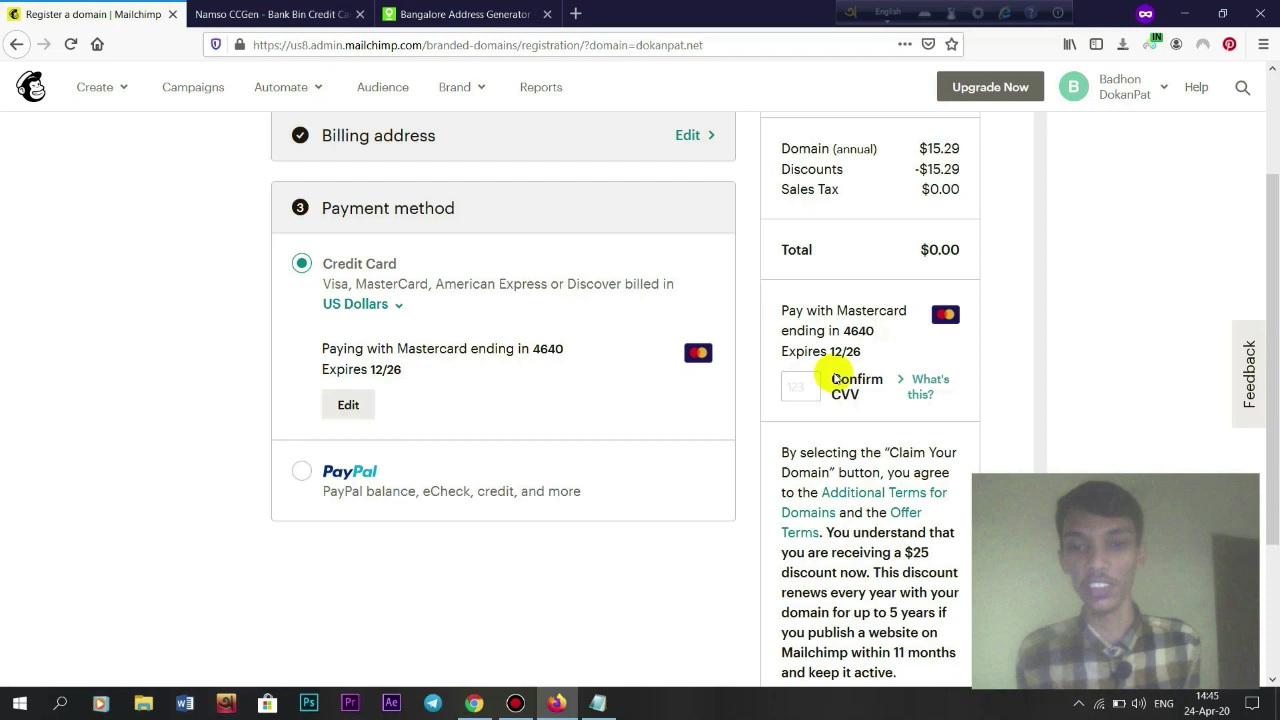 Register a domain | Mailchimp
Namso CCGen - Bank Bin Credit Ca
Bangalore Address Generator
English
https://us8.admin.mailchimp.com/branded-domains/registration/?domain=dokanpat.net
IN
Create
Campaigns
Automate
Audience
Brand
Reports
Upgrade Now
B
Badhon
DokanPat
Help
Billing address
Edit
3
Payment method
Credit Card
Visa, MasterCard, American Express or Discover billed in
US Dollars
Paying with Mastercard ending in 4640
Expires 12/26
Edit
PayPal
PayPal balance, eCheck, credit, and more
Domain (annual) $15.29
Discounts -$15.29
Sales Tax $0.00
Total $0.00
Pay with Mastercard
ending in 4640
Expires 12/26
123
Confirm
CVV
What's
this?
By selecting the “Claim Your
Domain” button, you agree
to the Additional Terms for
Domains and the Offer
Terms. You understand that
you are receiving a $25
discount now. This discount
renews every year with your
domain for up to 5 years if
you publish a website on
Mailchimp within 11 months
and keep it active.
Feedback
Ps
Pr
Ae
ENG
14:45
24-Apr-20